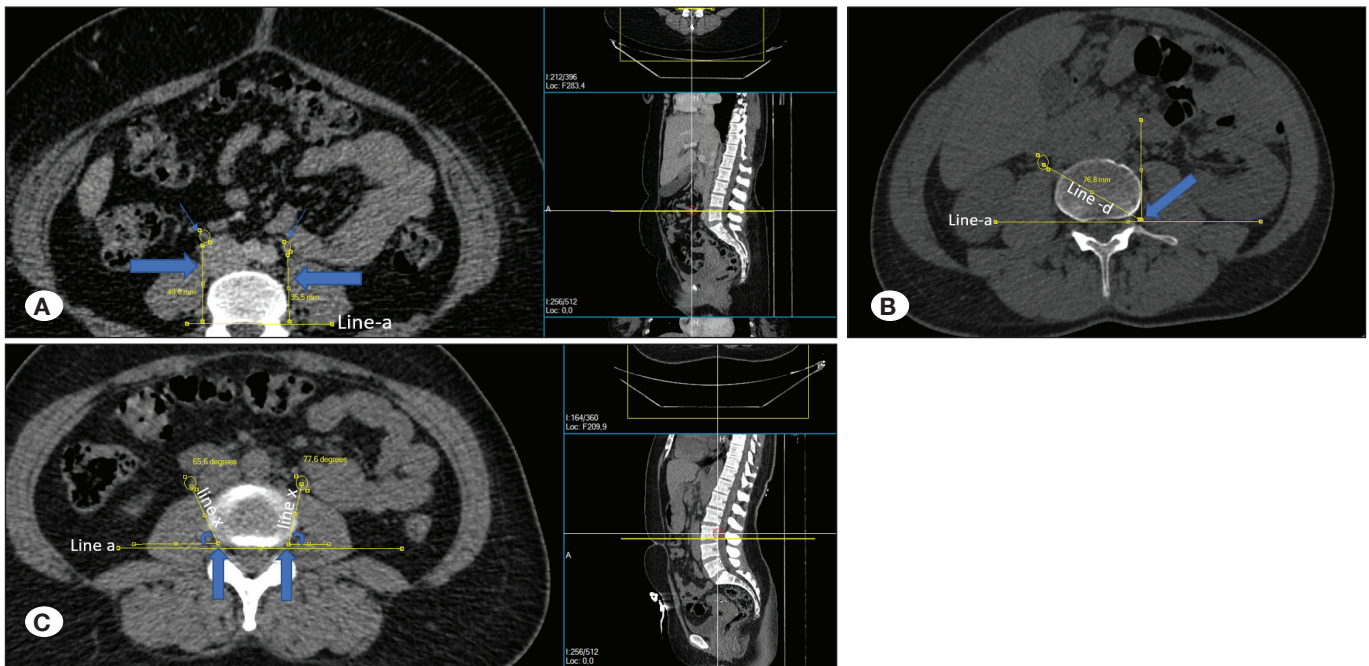 I:212/396
Loc: F283,4
H
A
40,8 mm
35,5 mm
Line-a
A
I:256/512
Loc: 0,0
H
76,8 mm
Line -d
Line-a
B
I:164/360
Loc: F209,9
H
65,6 degrees
77,6 degrees
line x
line x
Line a
A
C
I:256/512
Loc: 0,0